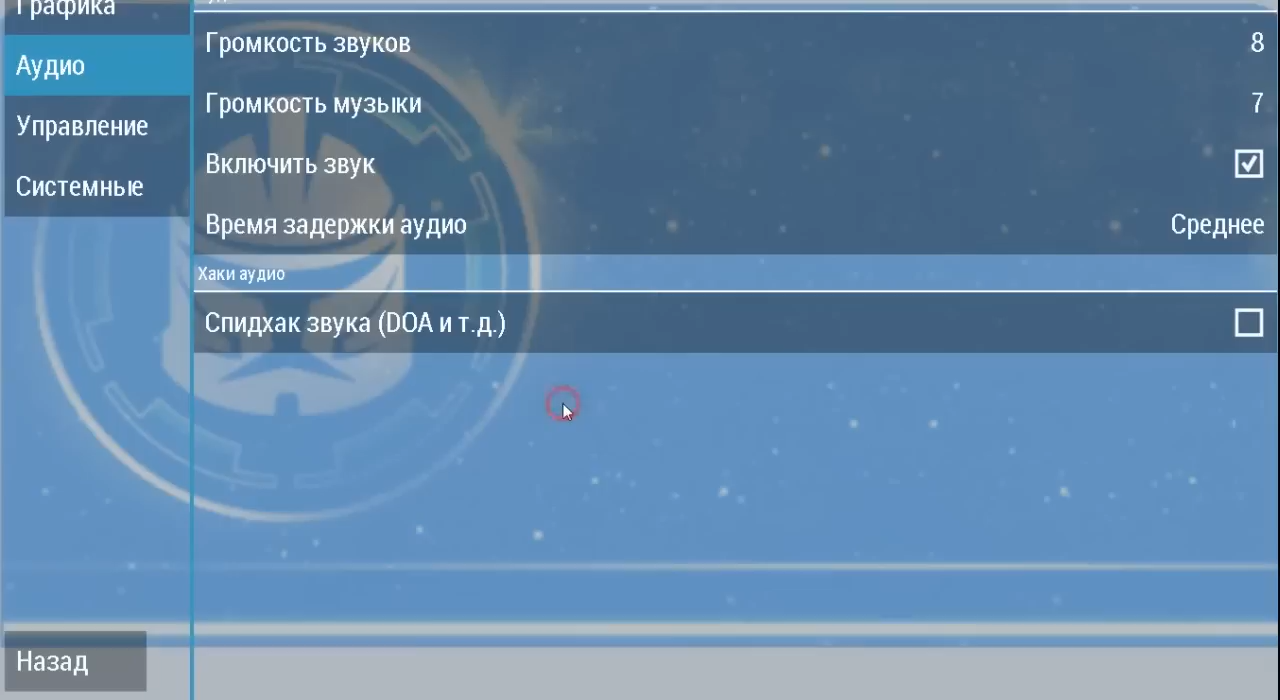 Графика
Аудио
Управление
Системные
Громкость звуков 8
Громкость музыки 7
Включить звук
Время задержки аудио Среднее
Хаки аудио
Спидхак звука (DOA и т.д.)
Назад